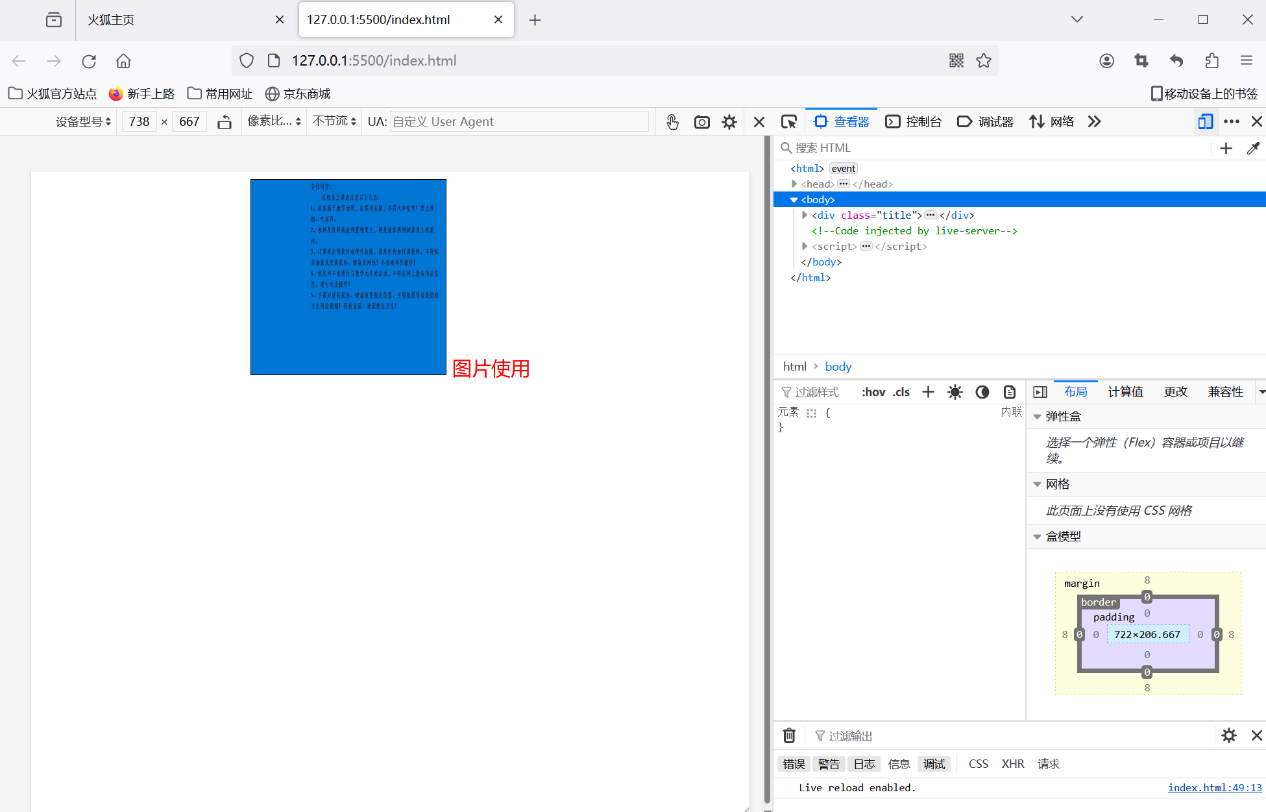 火狐主页
127.0.0.1:5500/index.html
127.0.0.1:5500/index.html
火狐官方站点 新手上路 常用网址 京东商城 移动设备上的书签
设备型号 738 × 667 像素比... 不节流 UA: 自定义 User Agent
查看器 控制台 调试器 网络
搜索 HTML
<html> event
<head> ••• </head>
<body>
<div class="title"> ••• </div>
<!--Code injected by live-server-->
<script> ••• </script>
</body>
</html>
图片使用
html › body
过滤样式 :hov .cls
布局 计算值 更改 兼容性
元素 { 内联
}
弹性盒
选择一个弹性（Flex）容器或项目以继
续。
网格
此页面上没有使用 CSS 网格
盒模型
margin 8
border 0
padding 0
8 0 0 722×206.667 0 0 8
0
0
8
过滤输出
错误 警告 日志 信息 调试 CSS XHR 请求
Live reload enabled. index.html:49:13